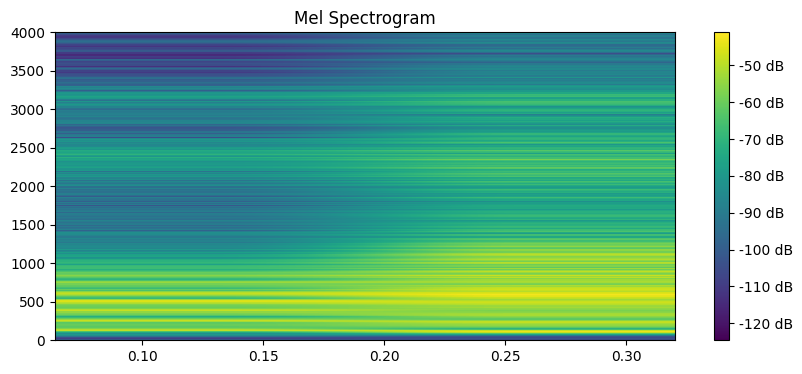 Mel Spectrogram
4000
3500
3000
2500
2000
1500
1000
500
0
0.10 0.15 0.20 0.25 0.30
-50 dB
-60 dB
-70 dB
-80 dB
-90 dB
-100 dB
-110 dB
-120 dB